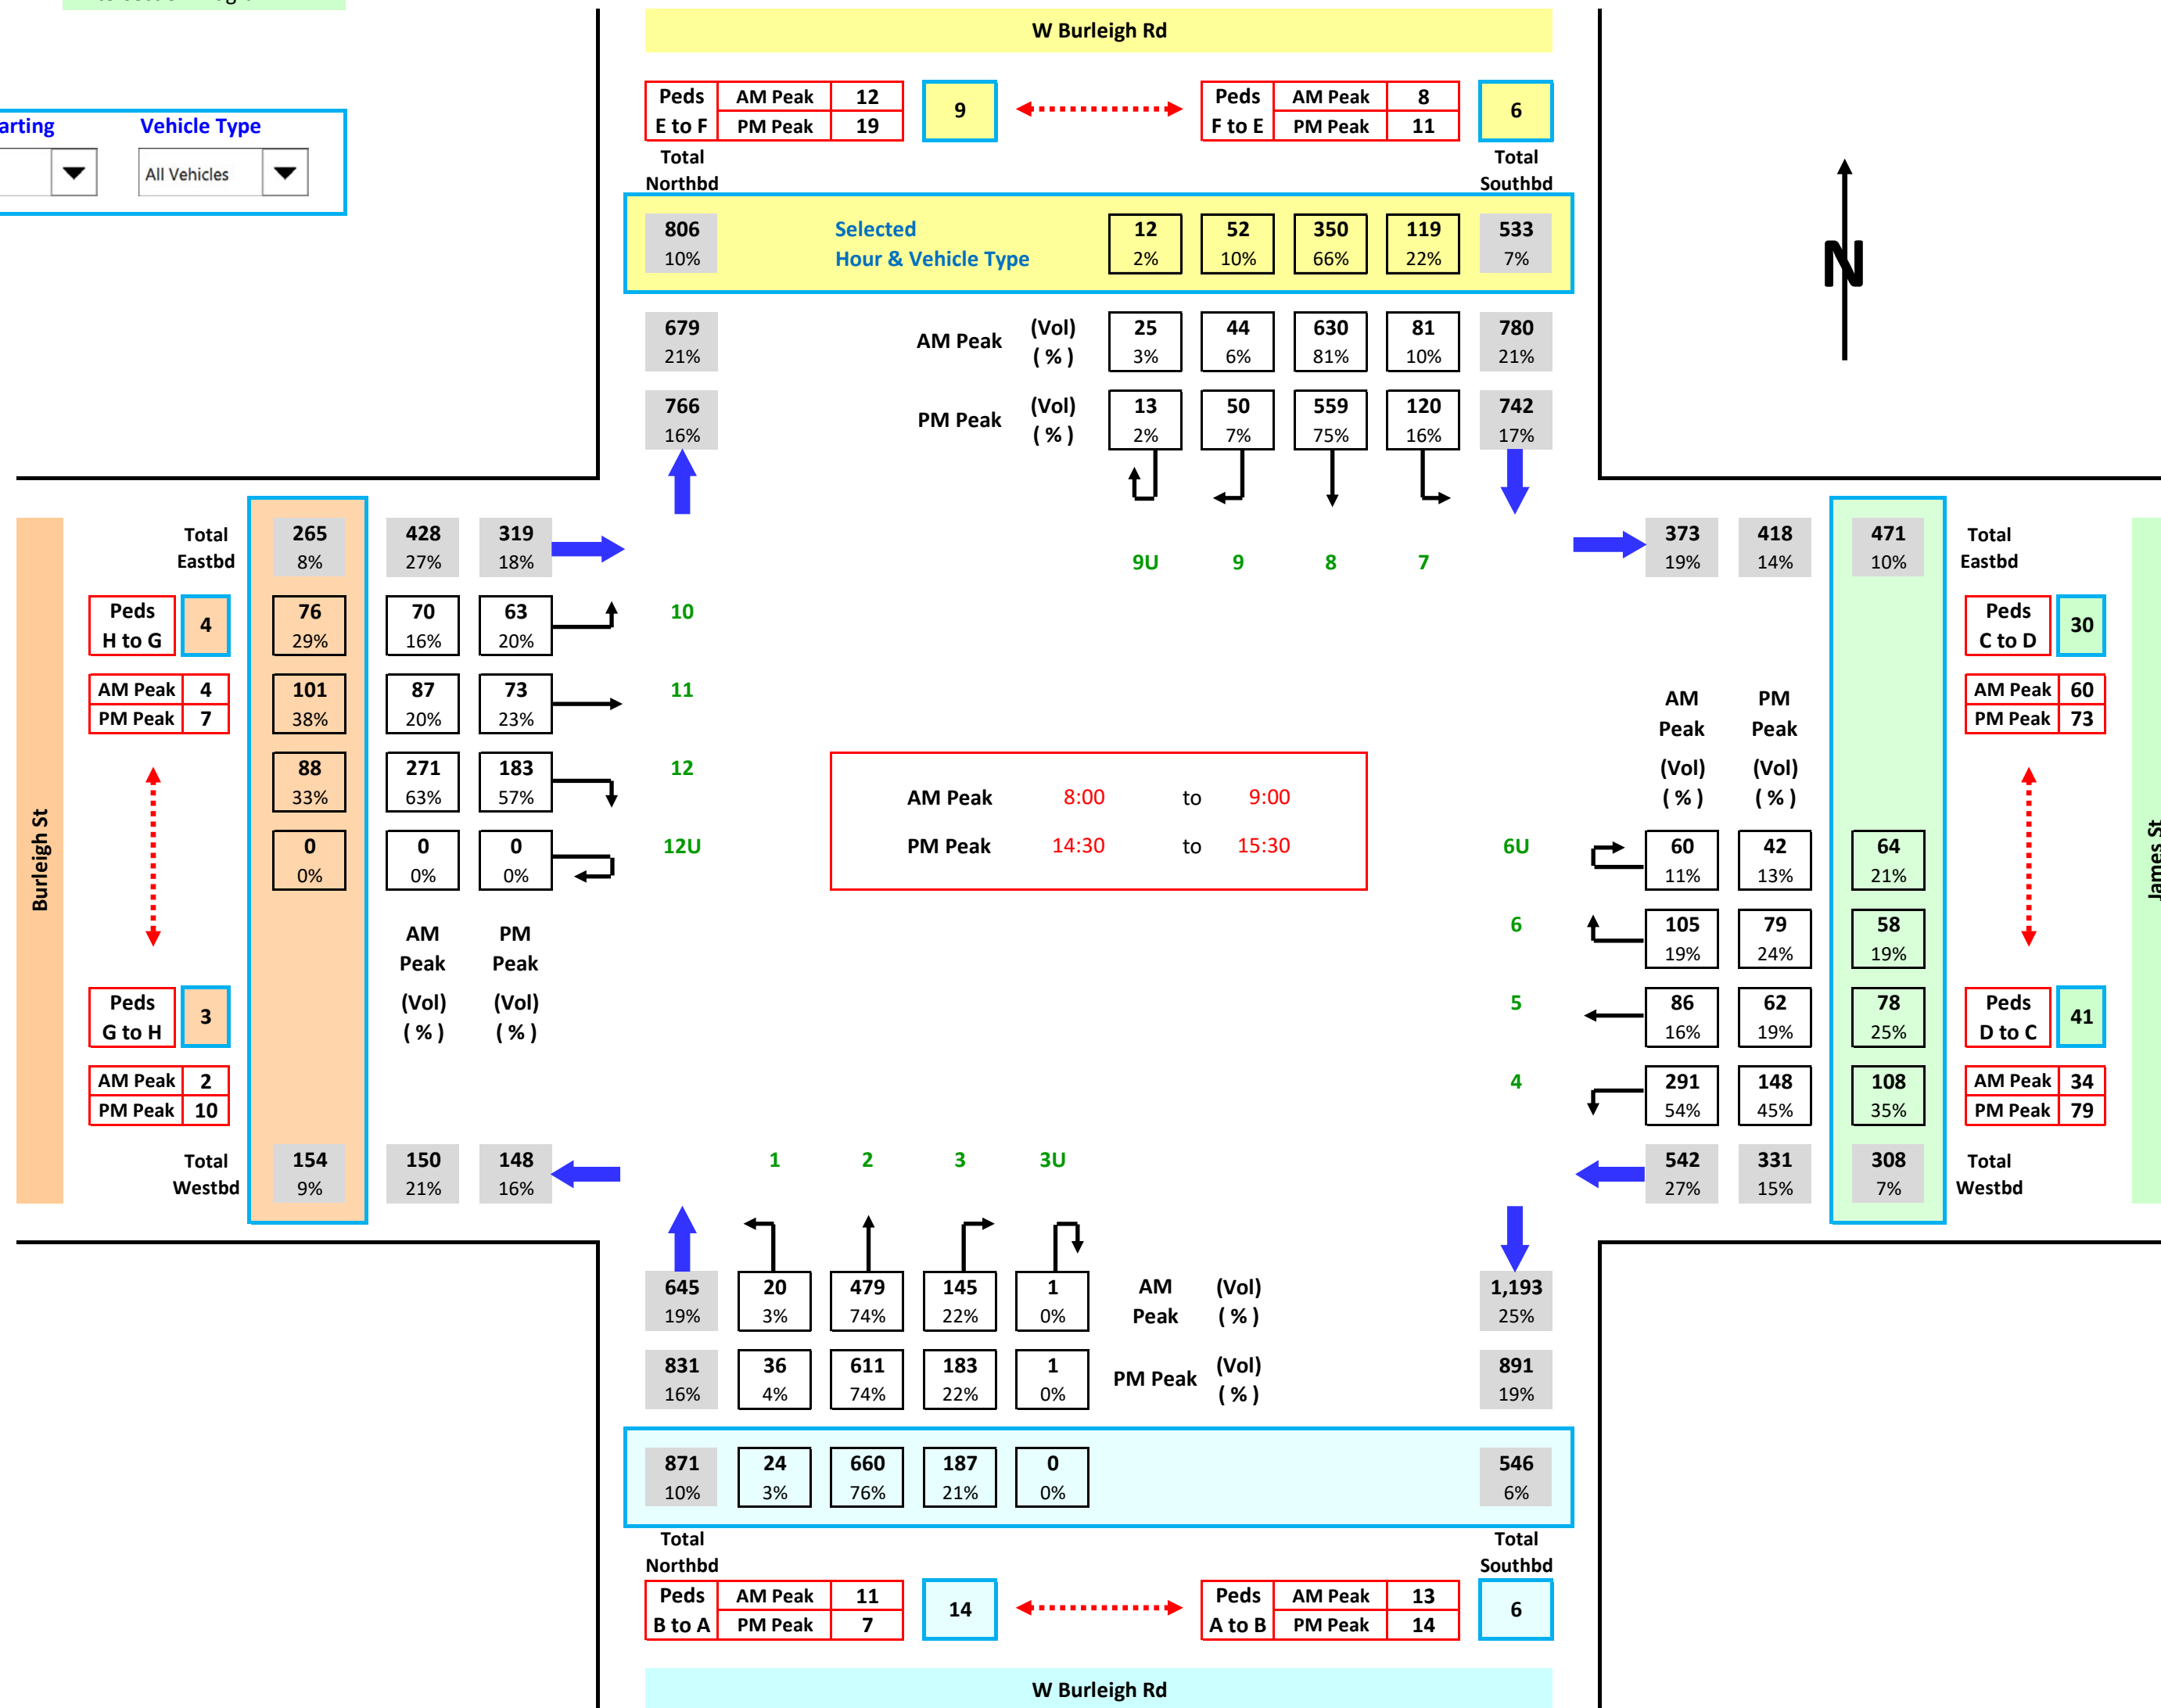 W Burleigh Rd
arting Vehicle Type
All Vehicles
Peds AM Peak 12 9 Peds AM Peak 8 6
E to F PM Peak 19 F to E PM Peak 11
Total Total
Northbd Southbd
806 Selected 12 52 350 119 533
10% Hour & Vehicle Type 2% 10% 66% 22% 7%
679 AM Peak (Vol) 25 44 630 81 780
21% ( % ) 3% 6% 81% 10% 21%
766 PM Peak (Vol) 13 50 559 120 742
16% ( % ) 2% 7% 75% 16% 17%
Total 265 428 319 373 418 471 Total
Eastbd 8% 27% 18% 9U 9 8 7 19% 14% 10% Eastbd
Peds 4 76 70 63 10 Peds 30
H to G 29% 16% 20% C to D
AM Peak 4 101 87 73 11 AM PM AM Peak 60
PM Peak 7 38% 20% 23% Peak Peak PM Peak 73
88 271 183 12 (Vol) (Vol)
33% 63% 57% AM Peak 8:00 to 9:00 ( % ) ( % )
Burleigh St
James St
0 0 0 12U PM Peak 14:30 to 15:30 6U 60 42 64
0% 0% 0% 11% 13% 21%
AM PM 6 105 79 58
Peak Peak 19% 24% 19%
Peds 3 (Vol) (Vol) 5 86 62 78 Peds 41
G to H ( % ) ( % ) 16% 19% 25% D to C
AM Peak 2 4 291 148 108 AM Peak 34
PM Peak 10 54% 45% 35% PM Peak 79
Total 154 150 148 1 2 3 3U 542 331 308 Total
Westbd 9% 21% 16% 27% 15% 7% Westbd
645 20 479 145 1 AM (Vol) 1,193
19% 3% 74% 22% 0% Peak ( % ) 25%
831 36 611 183 1 PM Peak (Vol) 891
16% 4% 74% 22% 0% ( % ) 19%
871 24 660 187 0 546
10% 3% 76% 21% 0% 6%
Total Total
Northbd Southbd
Peds AM Peak 11 14 Peds AM Peak 13 6
B to A PM Peak 7 A to B PM Peak 14
W Burleigh Rd
N